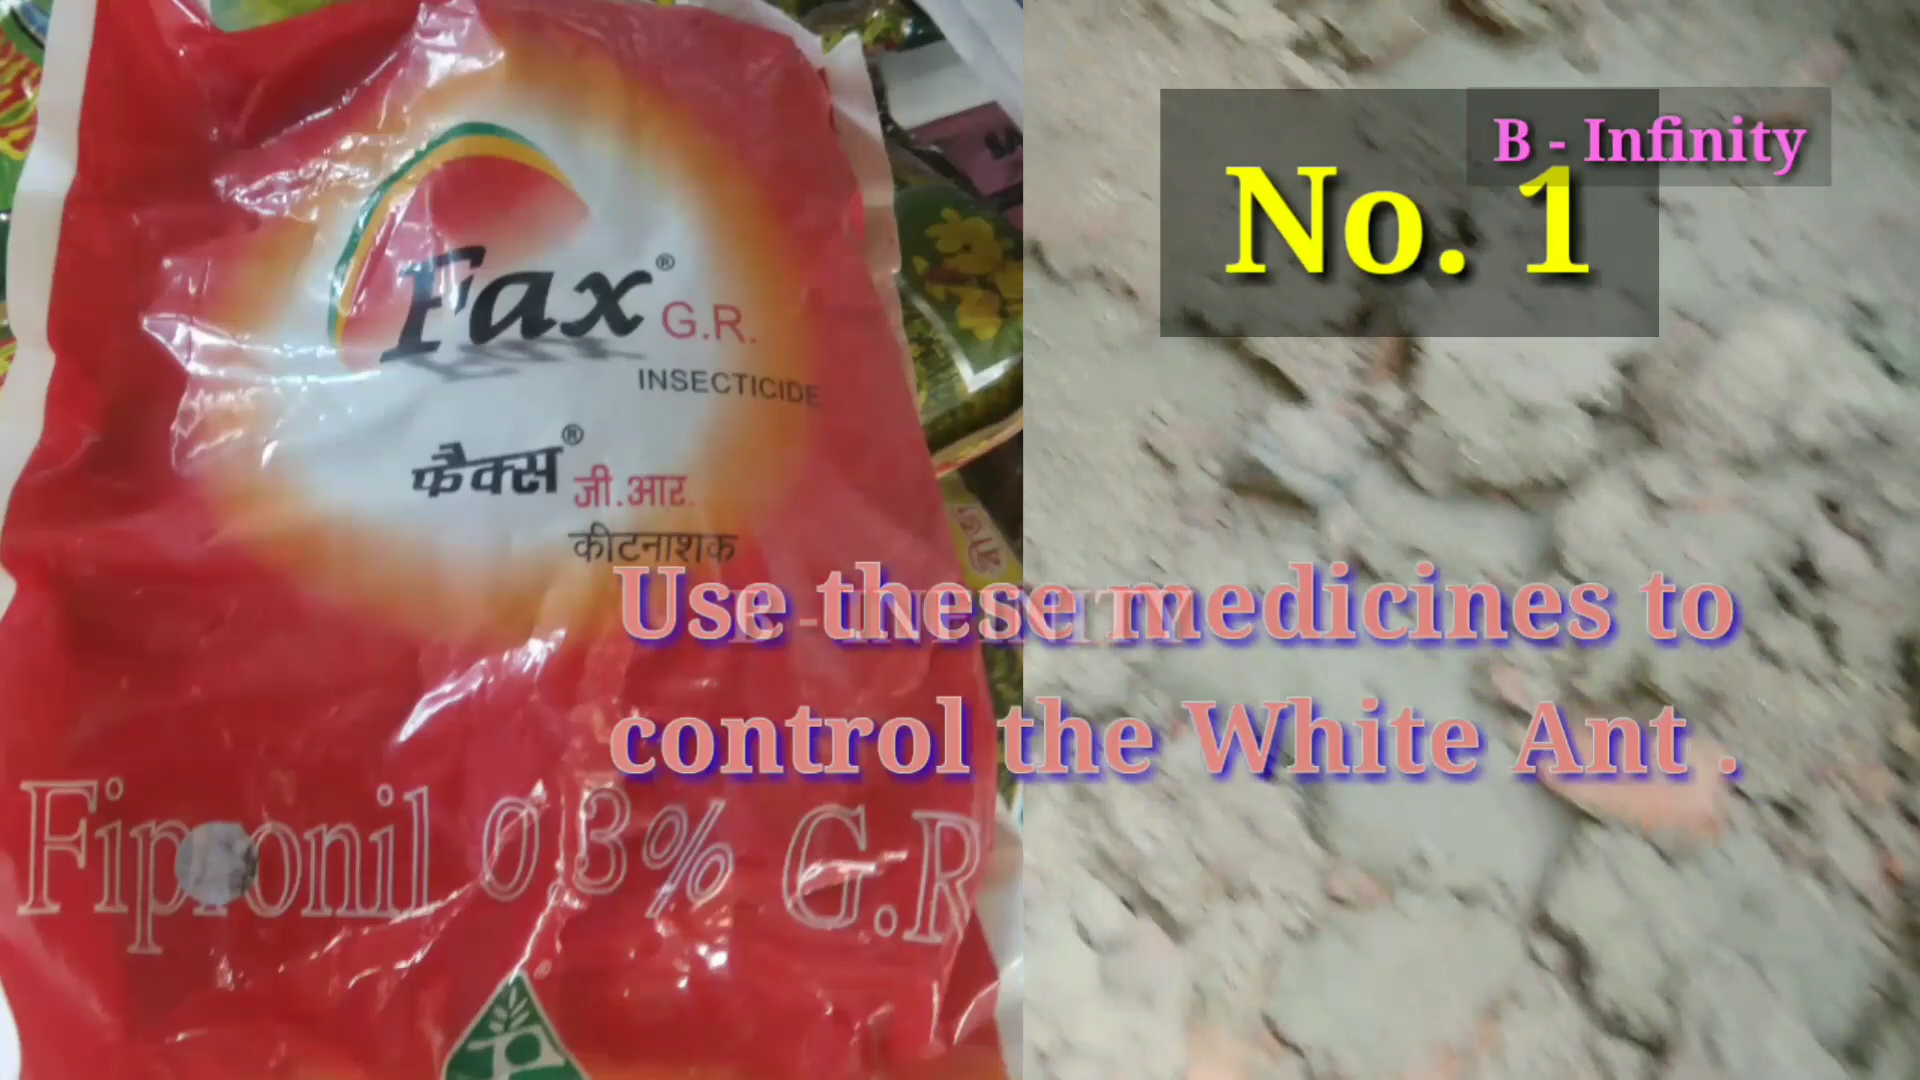 Fax® G.R.
INSECTICIDE
फैक्स® जी.आर.
कीटनाशक
Fipronil 0.3% G.R
B - Infinity
No. 1
B - INFINITY
Use these medicines to
control the White Ant .